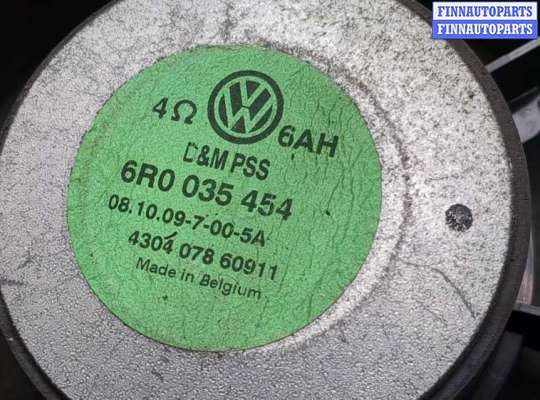 FINNAUTOPARTS
FINNAUTOPARTS
4Ω VW 6AH
D&M PSS
6R0 035 454
08.10.09-7-00-5A
4304 078 60911
Made in Belgium